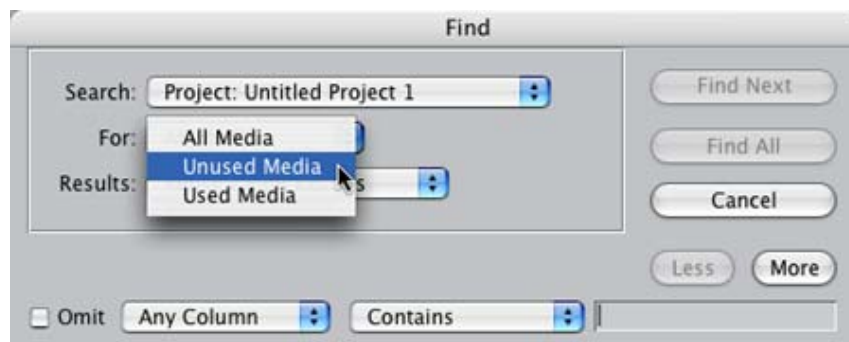 Find
Search: Project: Untitled Project 1
Find Next
For: All Media
Unused Media
Used Media
Find All
Results: s
Cancel
Less More
Omit Any Column Contains